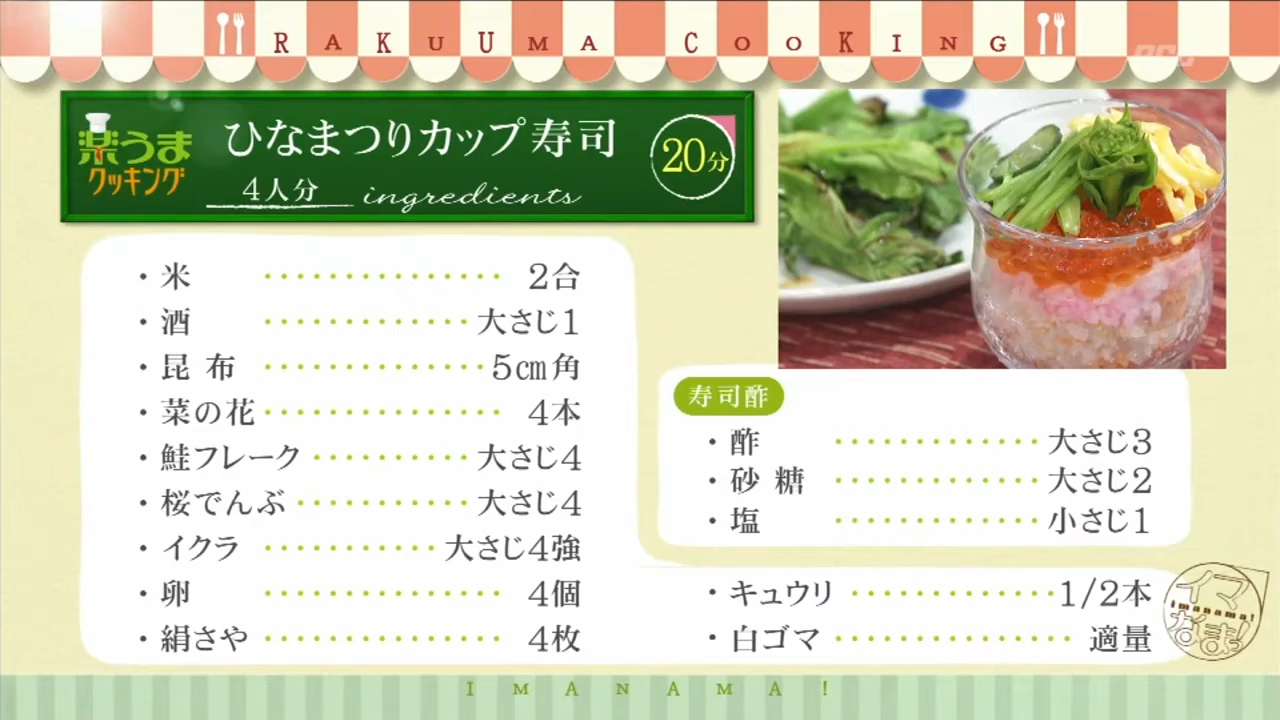 RAKUUMA COOKING
楽うま
クッキング
ひなまつりカップ寿司
20分
4人分 ingredients
・米 2合
・酒 大さじ1
・昆布 5㎝角
・菜の花 4本
・鮭フレーク 大さじ4
・桜でんぶ 大さじ4
・イクラ 大さじ4強
・卵 4個
・絹さや 4枚
寿司酢
・酢 大さじ3
・砂糖 大さじ2
・塩 小さじ1
・キュウリ 1/2本
・白ゴマ 適量
イマ
imanama!
なまっ!
IMANAMA!